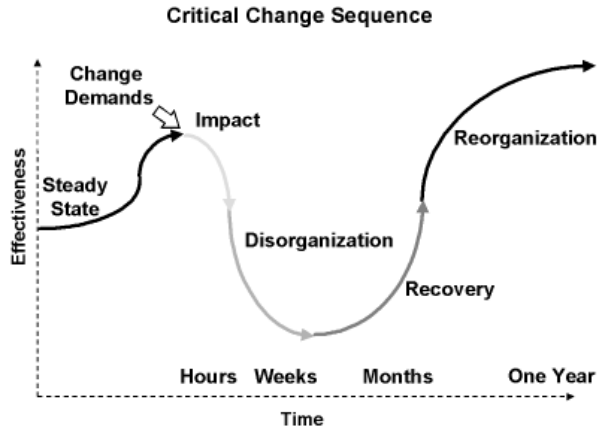 Critical Change Sequence
Change
Demands
Impact
Steady
State
Effectiveness
Disorganization
Recovery
Reorganization
Hours Weeks Months One Year
Time